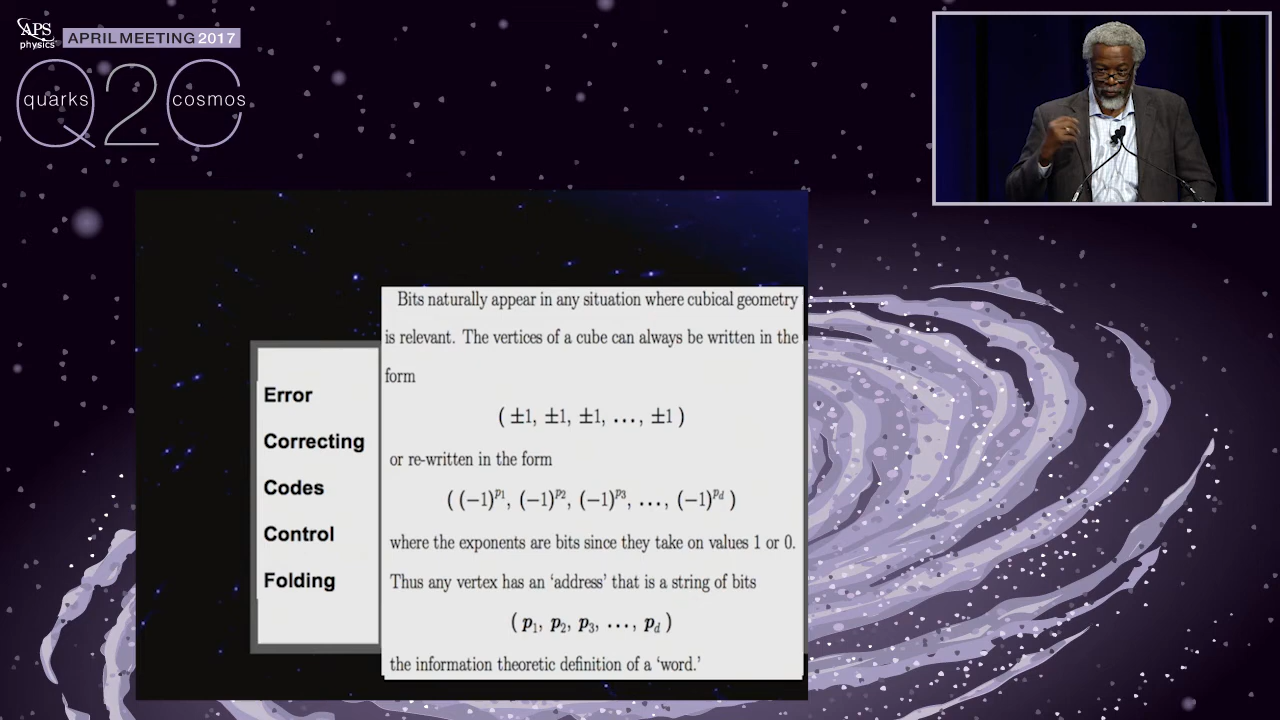 APS
physics
APRIL MEETING 2017
Q2C
quarks
cosmos
Error
Correcting
Codes
Control
Folding
Bits naturally appear in any situation where cubical geometry
is relevant. The vertices of a cube can always be written in the
form
( ±1, ±1, ±1, ..., ±1 )
or re-written in the form
( (−1)^{p₁}, (−1)^{p₂}, (−1)^{p₃}, ..., (−1)^{p_d} )
where the exponents are bits since they take on values 1 or 0.
Thus any vertex has an ‘address’ that is a string of bits
( p₁, p₂, p₃, ..., p_d )
the information theoretic definition of a ‘word.’